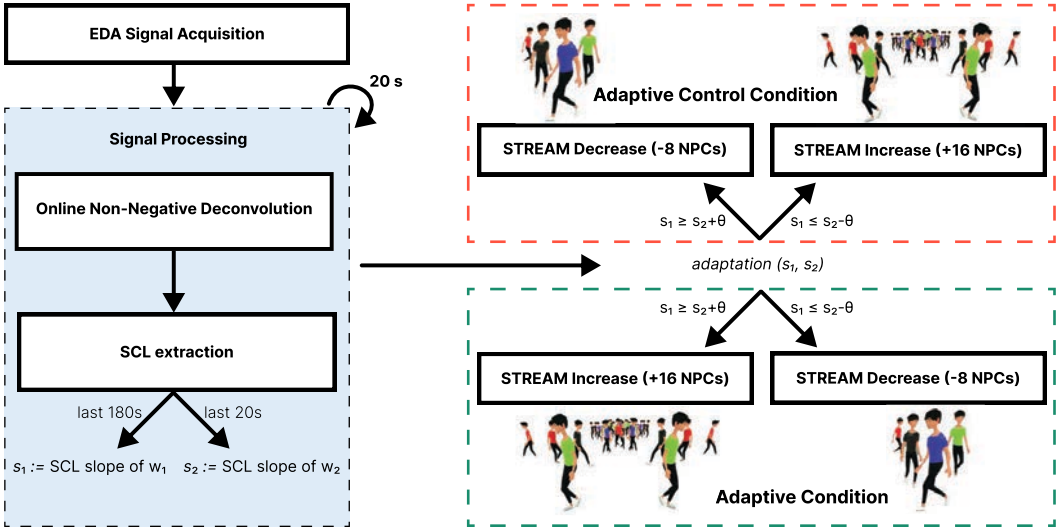 EDA Signal Acquisition
20 s
Signal Processing
Online Non-Negative Deconvolution
SCL extraction
last 180s
last 20s
s₁ := SCL slope of w₁
s₂ := SCL slope of w₂
Adaptive Control Condition
STREAM Decrease (-8 NPCs)
STREAM Increase (+16 NPCs)
s₁ ≥ s₂+θ
s₁ ≤ s₂-θ
adaptation (s₁, s₂)
s₁ ≥ s₂+θ
s₁ ≤ s₂-θ
STREAM Increase (+16 NPCs)
STREAM Decrease (-8 NPCs)
Adaptive Condition